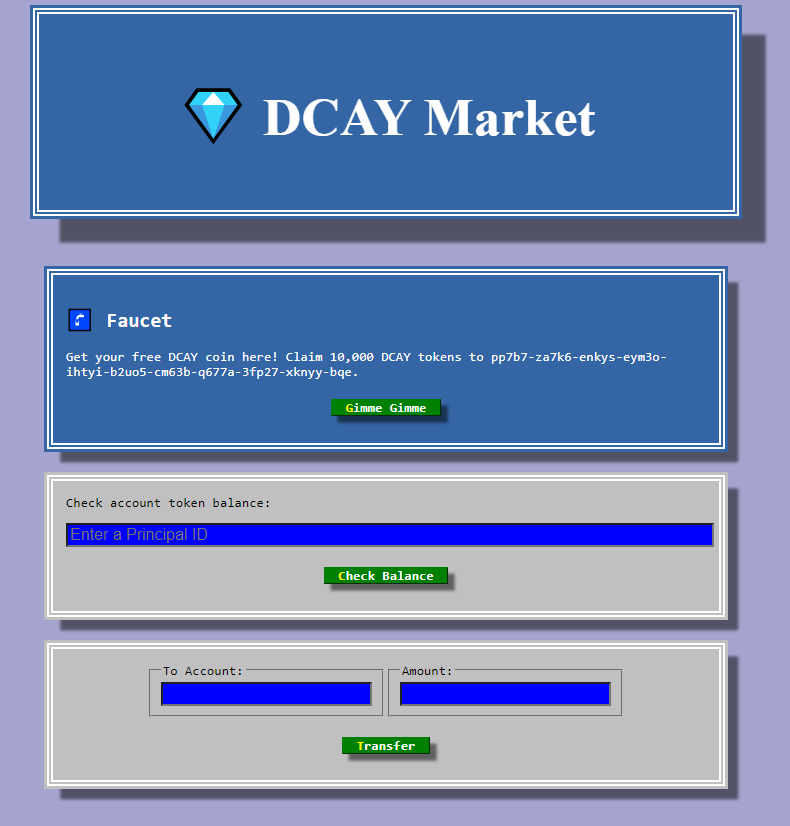 DCAY Market
Faucet
Get your free DCAY coin here! Claim 10,000 DCAY tokens to pp7b7-za7k6-enkys-eym3o-
ihtyi-b2uo5-cm63b-q677a-3fp27-xknyy-bqe.
Gimme Gimme
Check account token balance:
Enter a Principal ID
Check Balance
To Account:
Amount:
Transfer